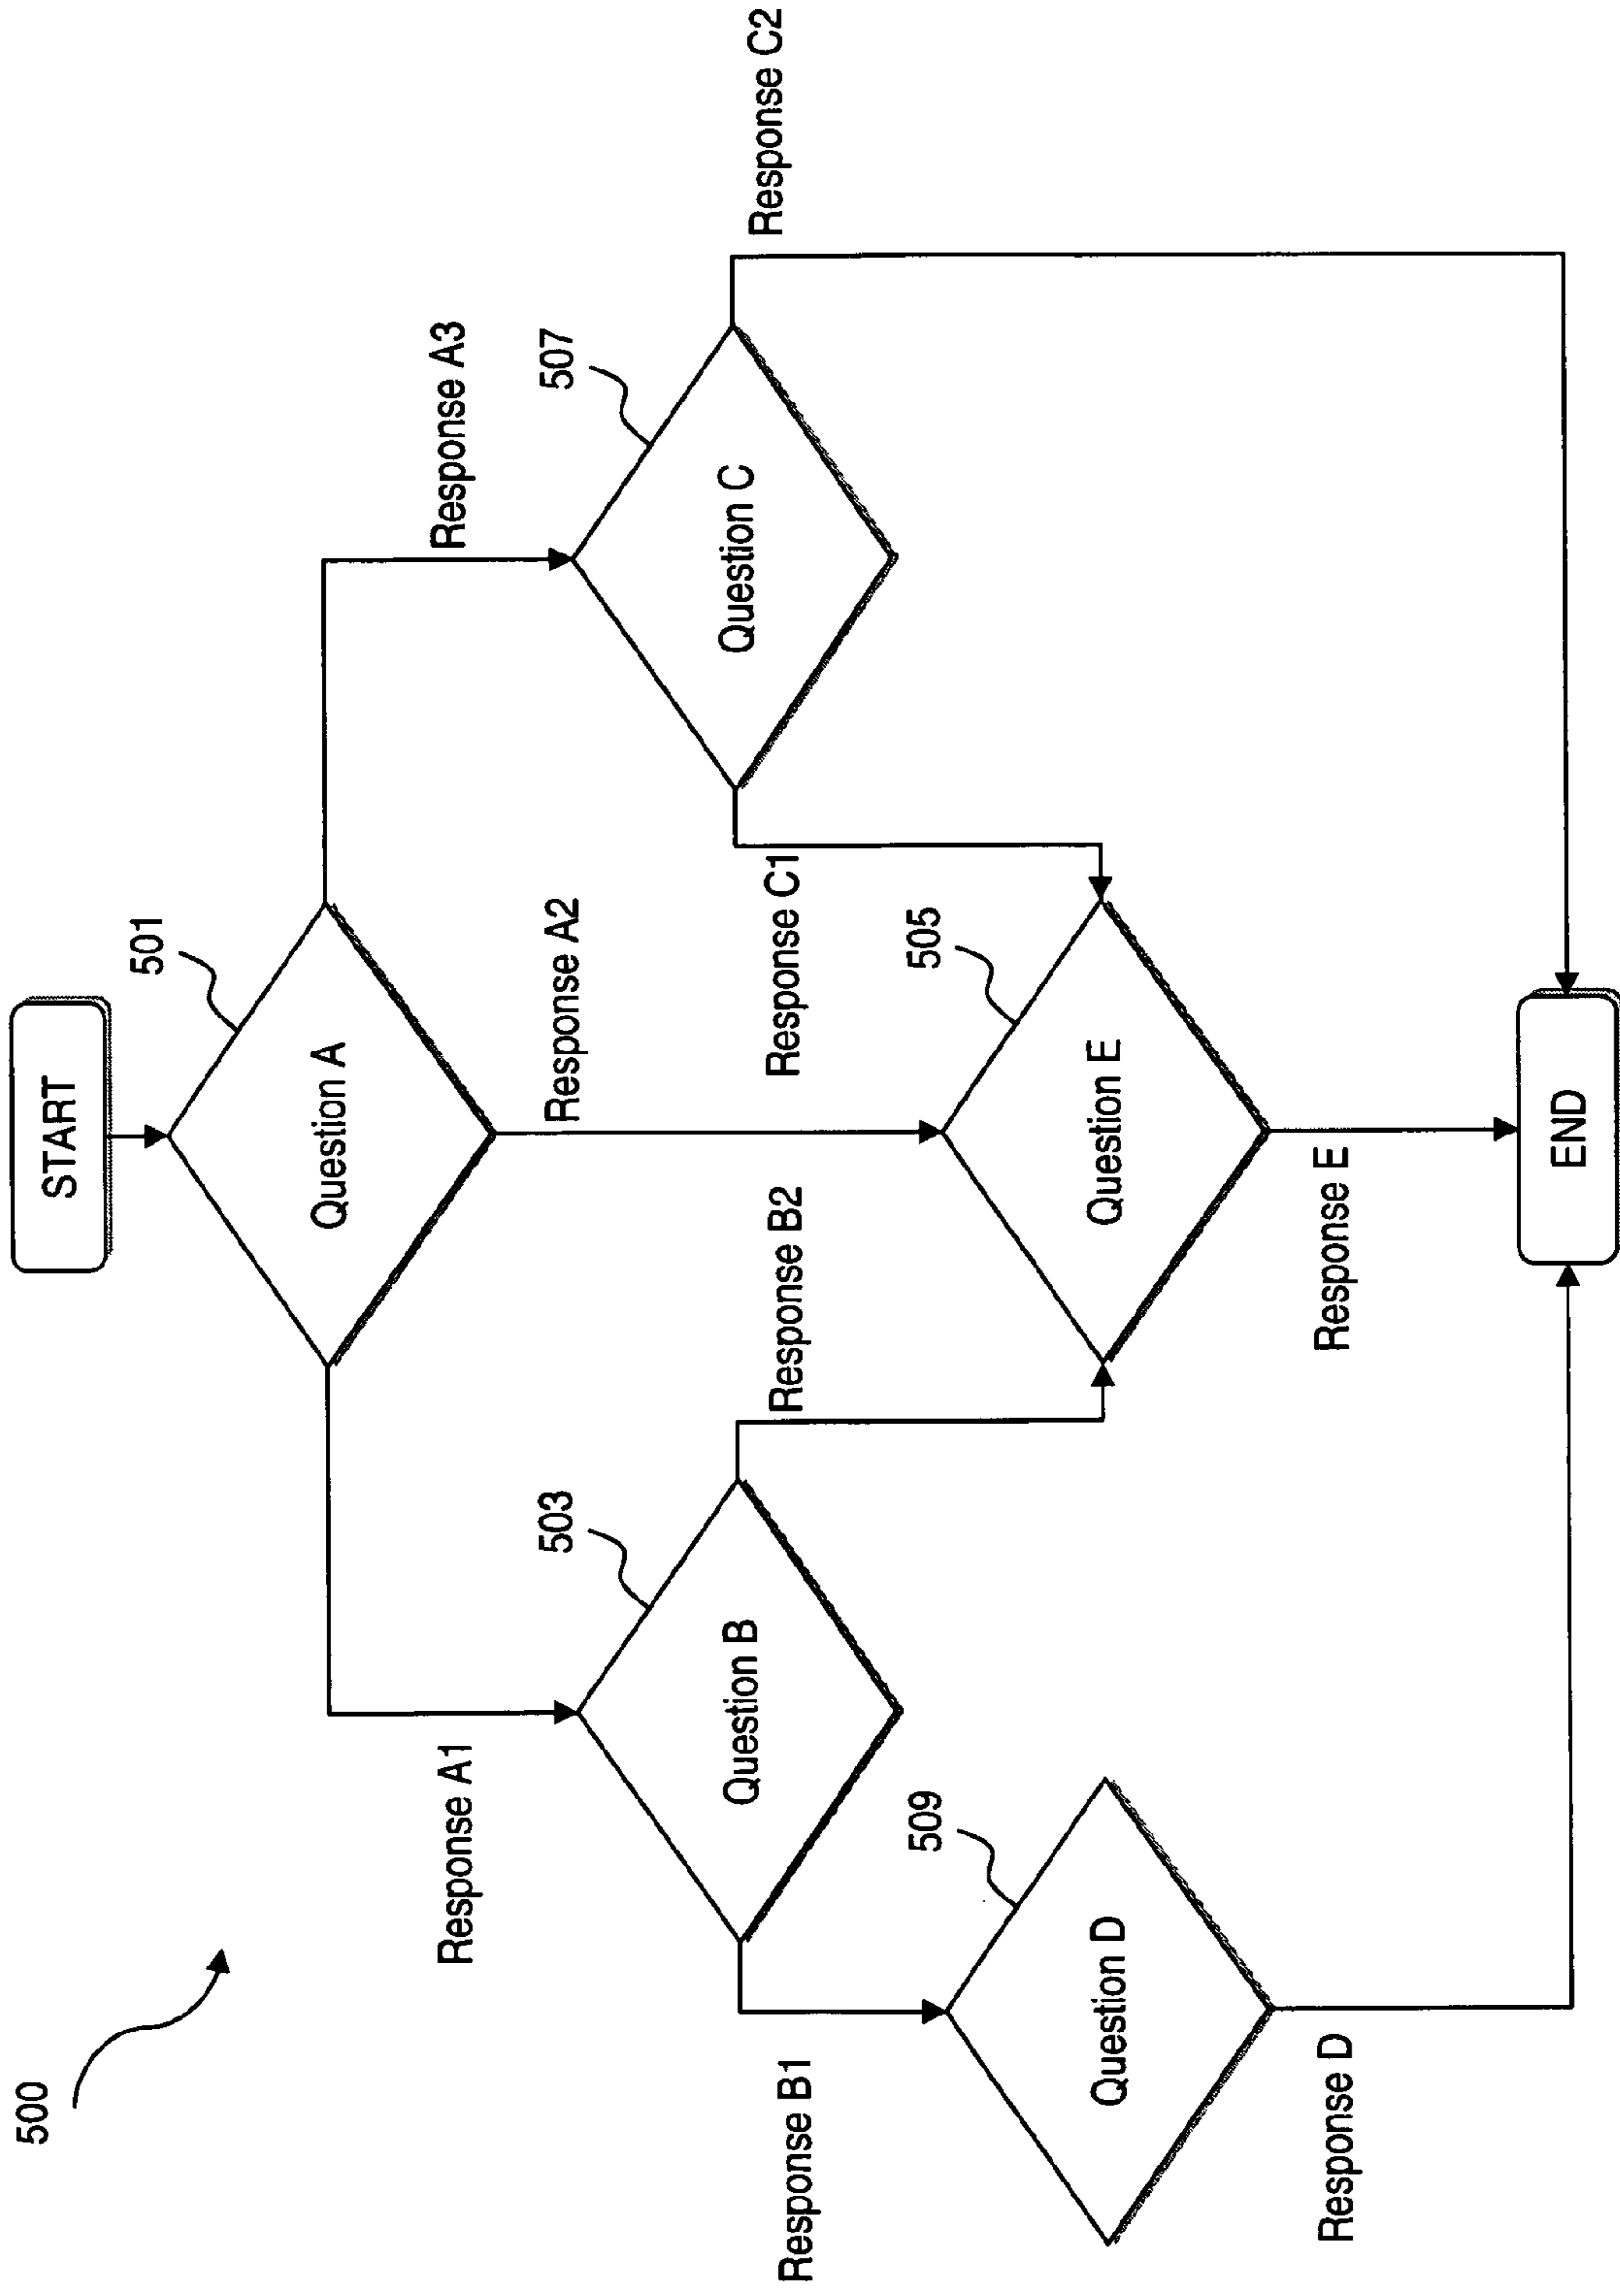 500
START
501
Question A
Response A1
Response A2
Response A3
503
Question B
507
Question C
Response B1
Response B2
Response C1
Response C2
509
Question D
505
Question E
Response D
Response E
END